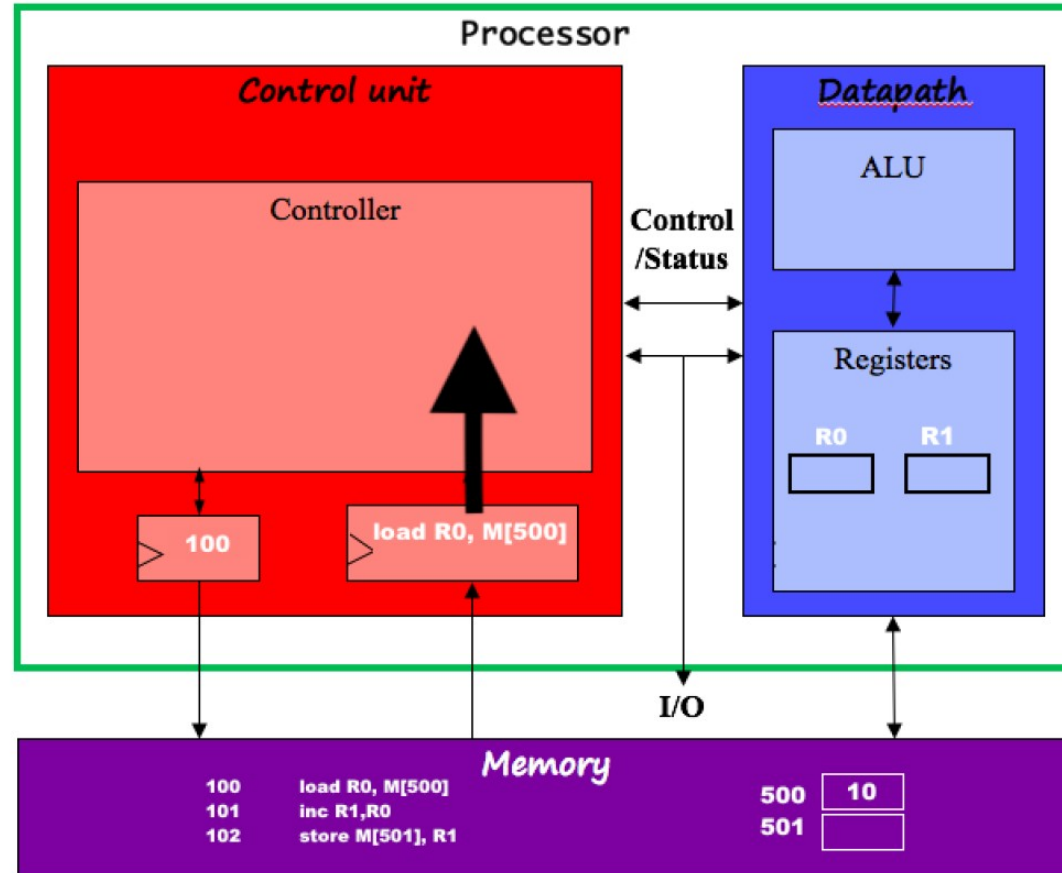 Processor
Control unit
Controller
100
load R0, M[500]
Control
/Status
I/O
Datapath
ALU
Registers
R0 R1
Memory
100 load R0, M[500]
101 inc R1,R0
102 store M[501], R1
500 10
501